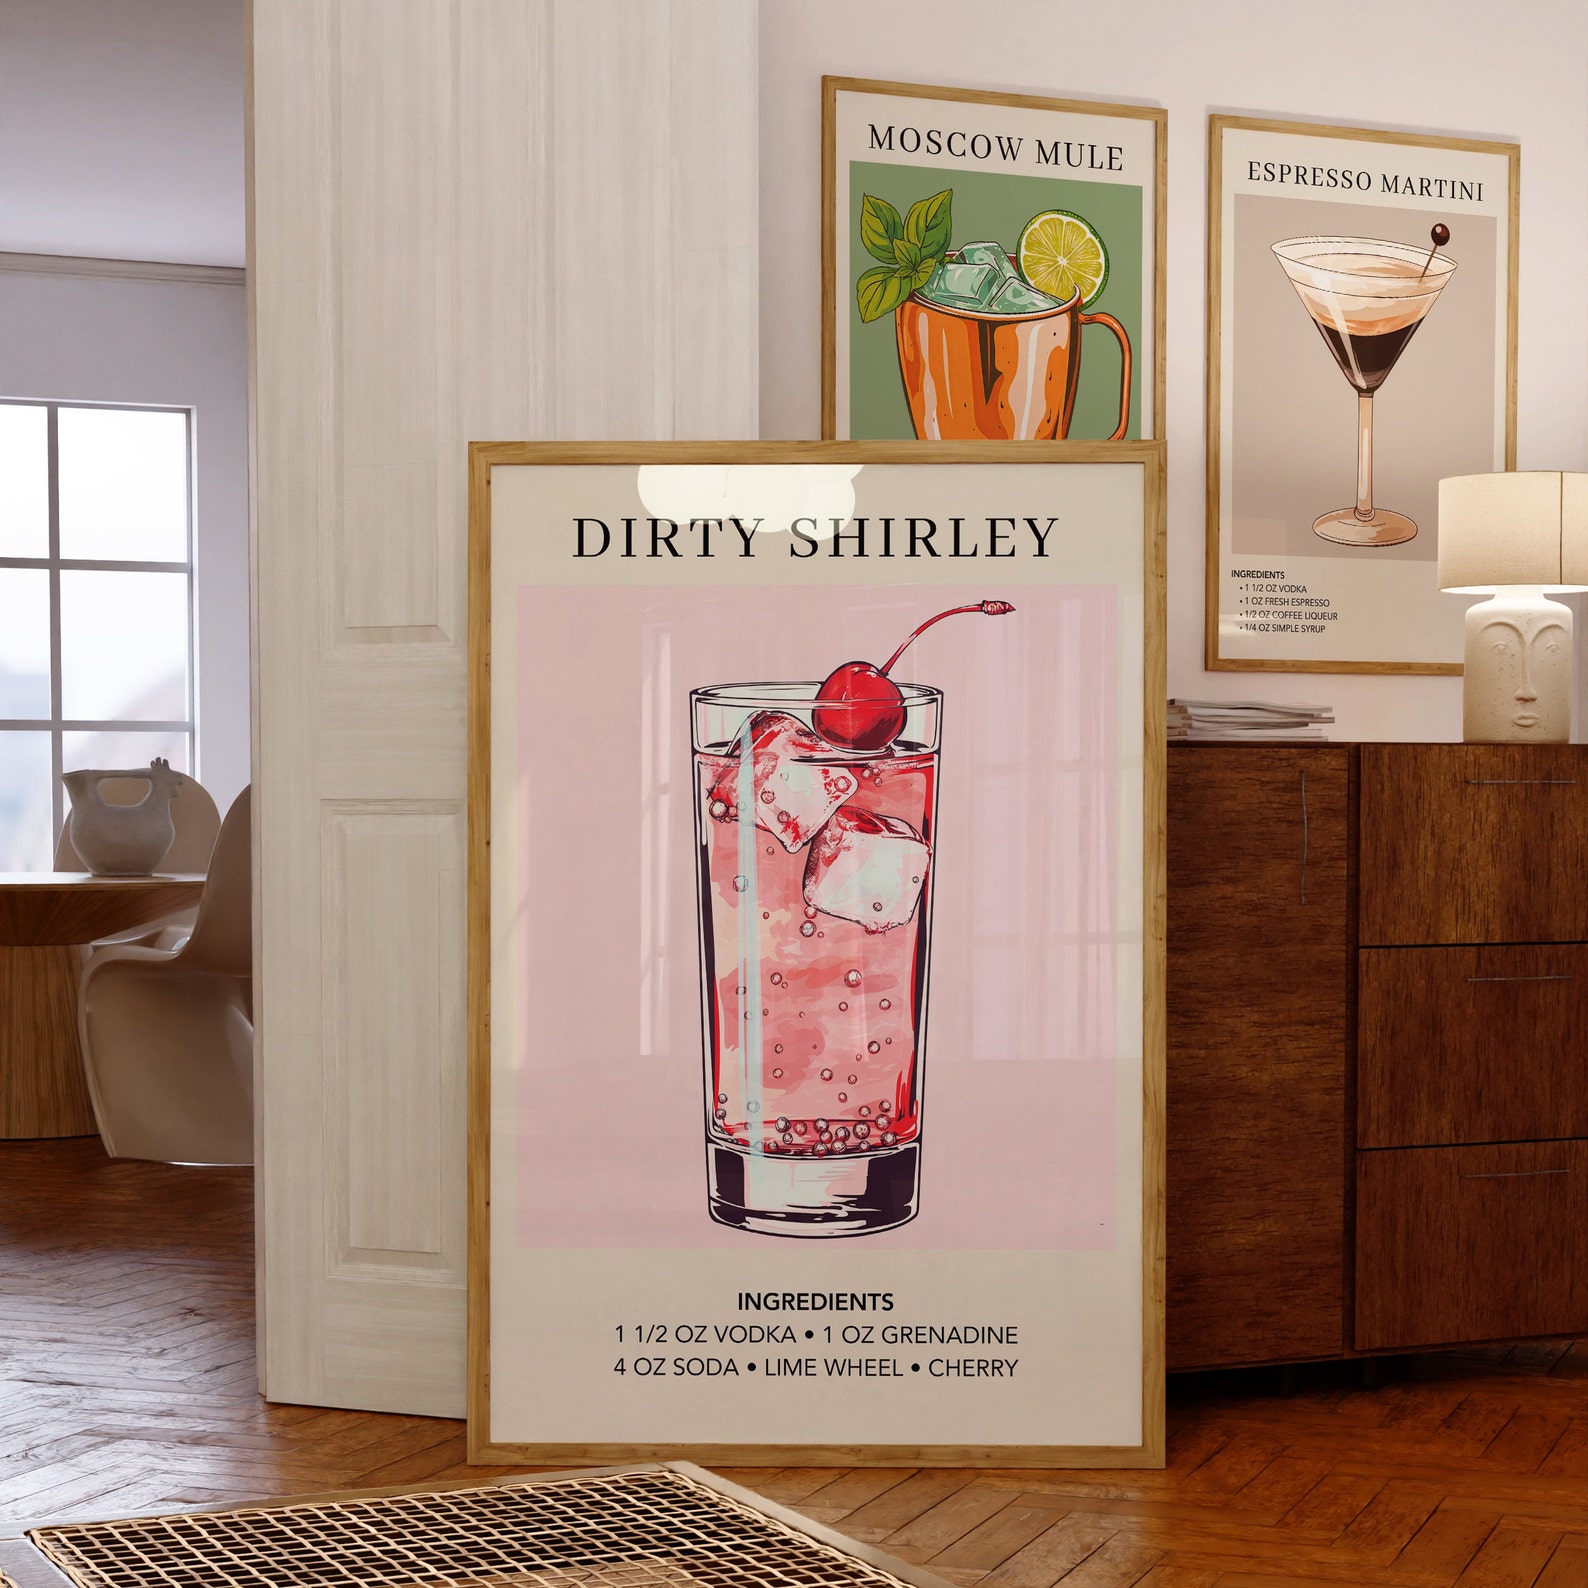 MOSCOW MULE
ESPRESSO MARTINI
INGREDIENTS
• 1 1/2 OZ VODKA
• 1 OZ FRESH ESPRESSO
• 1/2 OZ COFFEE LIQUEUR
• 1/4 OZ SIMPLE SYRUP
DIRTY SHIRLEY
INGREDIENTS
1 1/2 OZ VODKA • 1 OZ GRENADINE
4 OZ SODA • LIME WHEEL • CHERRY